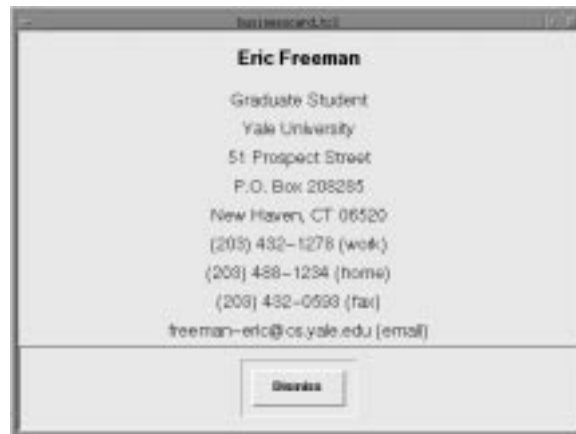 Eric Freeman
Graduate Student
Yale University
51 Prospect Street
P.O. Box 208285
New Haven, CT 06520
(203) 432-1278 (work)
(203) 488-1234 (home)
(203) 432-0593 (fax)
freeman-eric@cs.yale.edu (email)
Dismiss